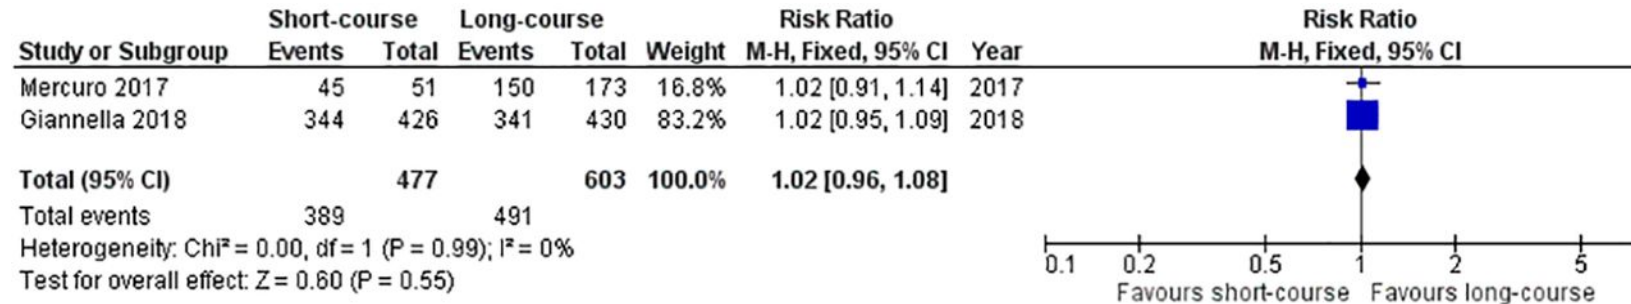 Short-course Long-course Risk Ratio Risk Ratio
Study or Subgroup Events Total Events Total Weight M-H, Fixed, 95% CI Year M-H, Fixed, 95% CI
Mercuro 2017 45 51 150 173 16.8% 1.02 [0.91, 1.14] 2017
Giannella 2018 344 426 341 430 83.2% 1.02 [0.95, 1.09] 2018
Total (95% CI) 477 603 100.0% 1.02 [0.96, 1.08]
Total events 389 491
Heterogeneity: Chi² = 0.00, df = 1 (P = 0.99); I² = 0%
Test for overall effect: Z = 0.60 (P = 0.55)
0.1 0.2 0.5 1 2 5
Favours short-course Favours long-course